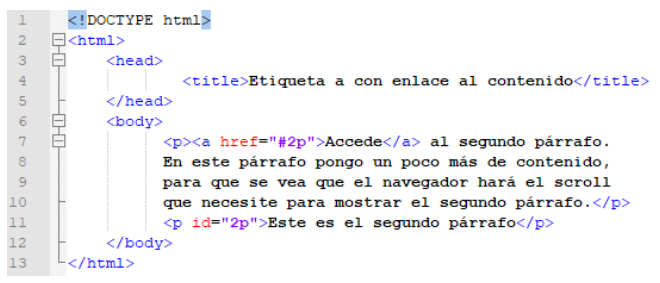 1 <!DOCTYPE html>
2 <html>
3 <head>
4 <title>Etiqueta a con enlace al contenido</title>
5 </head>
6 <body>
7 <p><a href="#2p">Accede</a> al segundo párrafo.
8 En este párrafo pongo un poco más de contenido,
9 para que se vea que el navegador hará el scroll
10 que necesite para mostrar el segundo párrafo.</p>
11 <p id="2p">Este es el segundo párrafo</p>
12 </body>
13 </html>